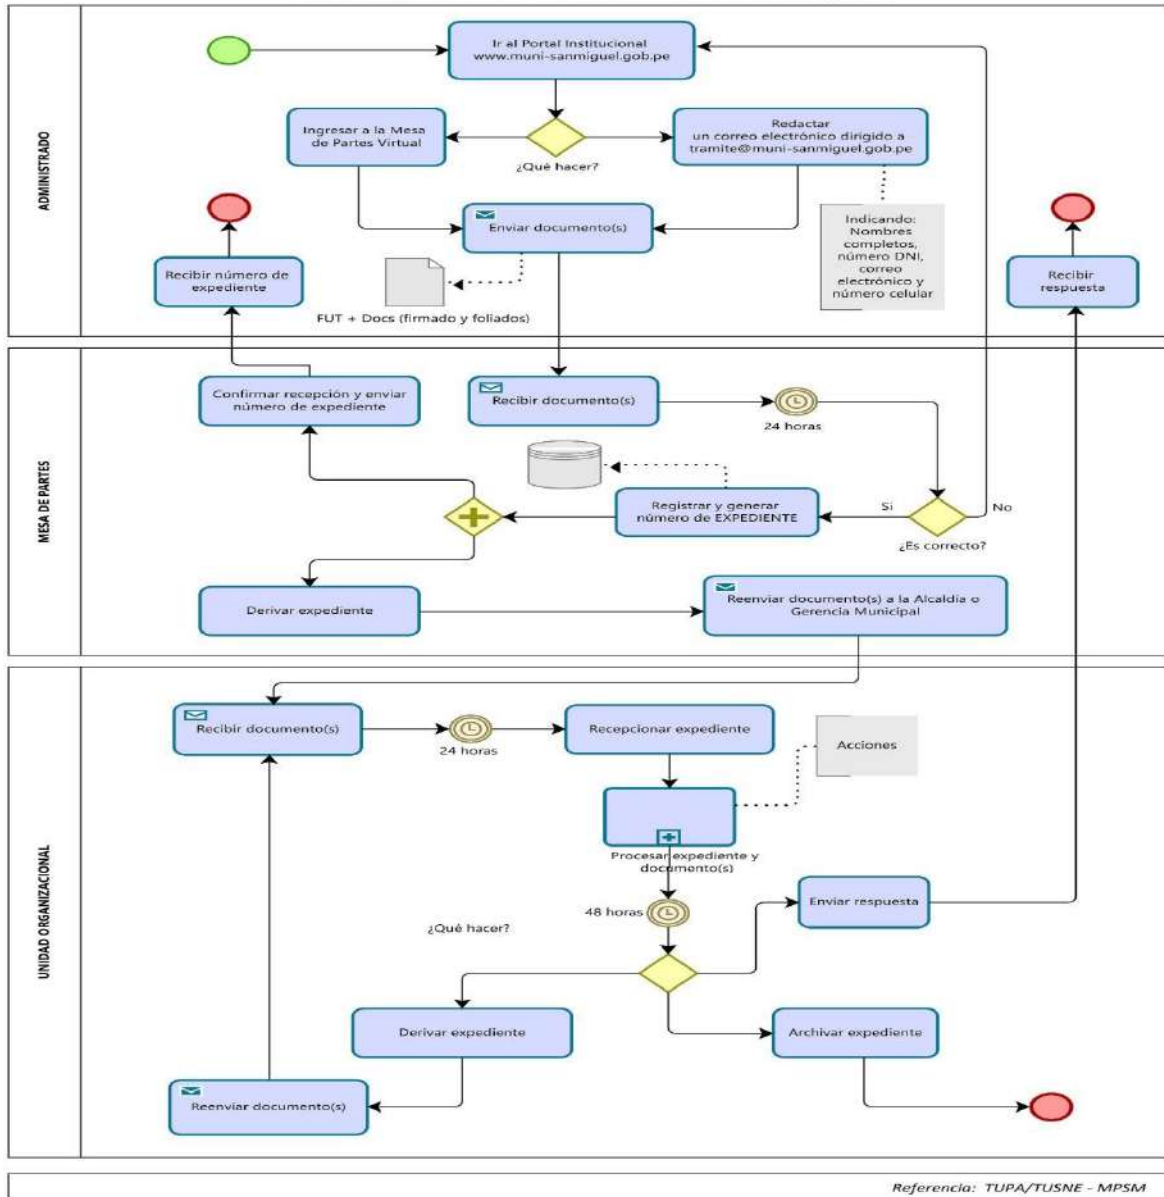 ADMINISTRADO
Ir al Portal Institucional
www.muni-sanmiguel.gob.pe
Ingresar a la Mesa
de Partes Virtual
¿Qué hacer?
Redactar
un correo electrónico dirigido a
tramite@muni-sanmiguel.gob.pe
Enviar documento(s)
Indicando:
Nombres
completos,
número DNI,
correo
electrónico y
número celular
Recibir número de
expediente
FUT + Docs (firmado y foliados)
Recibir
respuesta
MESA DE PARTES
Confirmar recepción y enviar
número de expediente
Recibir documento(s)
24 horas
Registrar y generar
número de EXPEDIENTE
Si
No
¿Es correcto?
Derivar expediente
Reenviar documento(s) a la Alcaldía o
Gerencia Municipal
UNIDAD ORGANIZACIONAL
Recibir documento(s)
24 horas
Recepcionar expediente
Acciones
Procesar expediente y
documento(s)
48 horas
¿Qué hacer?
Enviar respuesta
Derivar expediente
Archivar expediente
Reenviar documento(s)
Referencia: TUPA/TUSNE - MPSM